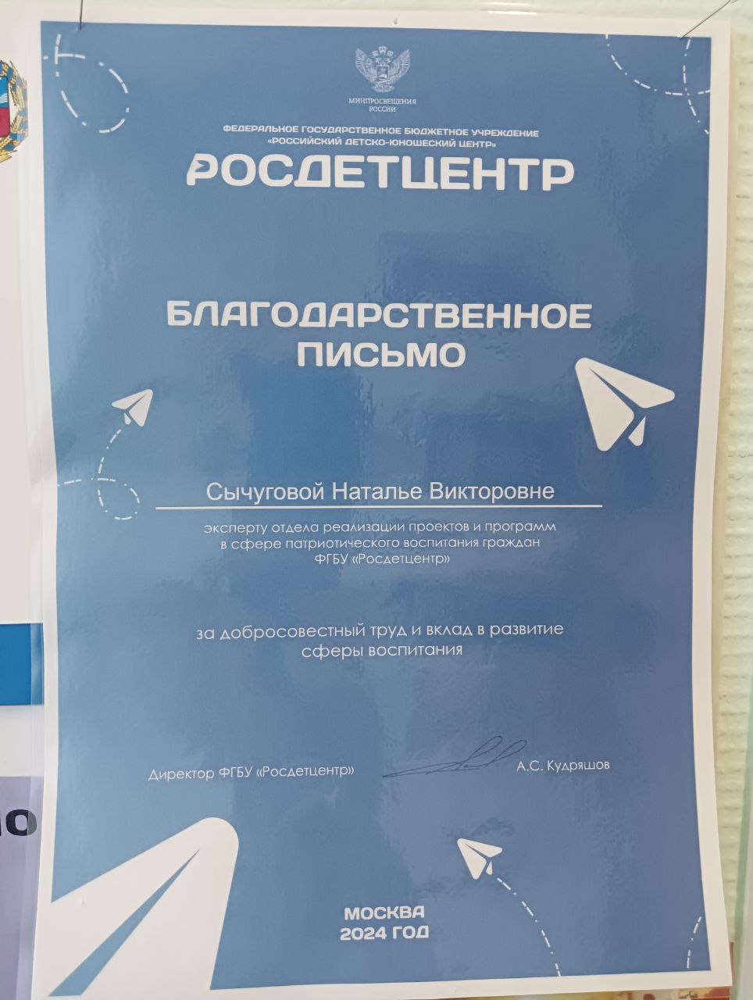 МИНПРОСВЕЩЕНИЯ
РОССИИ
ФЕДЕРАЛЬНОЕ ГОСУДАРСТВЕННОЕ БЮДЖЕТНОЕ УЧРЕЖДЕНИЕ
«РОССИЙСКИЙ ДЕТСКО-ЮНОШЕСКИЙ ЦЕНТР»
РОСДЕТЦЕНТР
БЛАГОДАРСТВЕННОЕ
ПИСЬМО
Сычуговой Наталье Викторовне
эксперту отдела реализации проектов и программ
в сфере патриотического воспитания граждан
ФГБУ «Росдетцентр»
за добросовестный труд и вклад в развитие
сферы воспитания
Директор ФГБУ «Росдетцентр» А.С. Кудряшов
МОСКВА
2024 ГОД